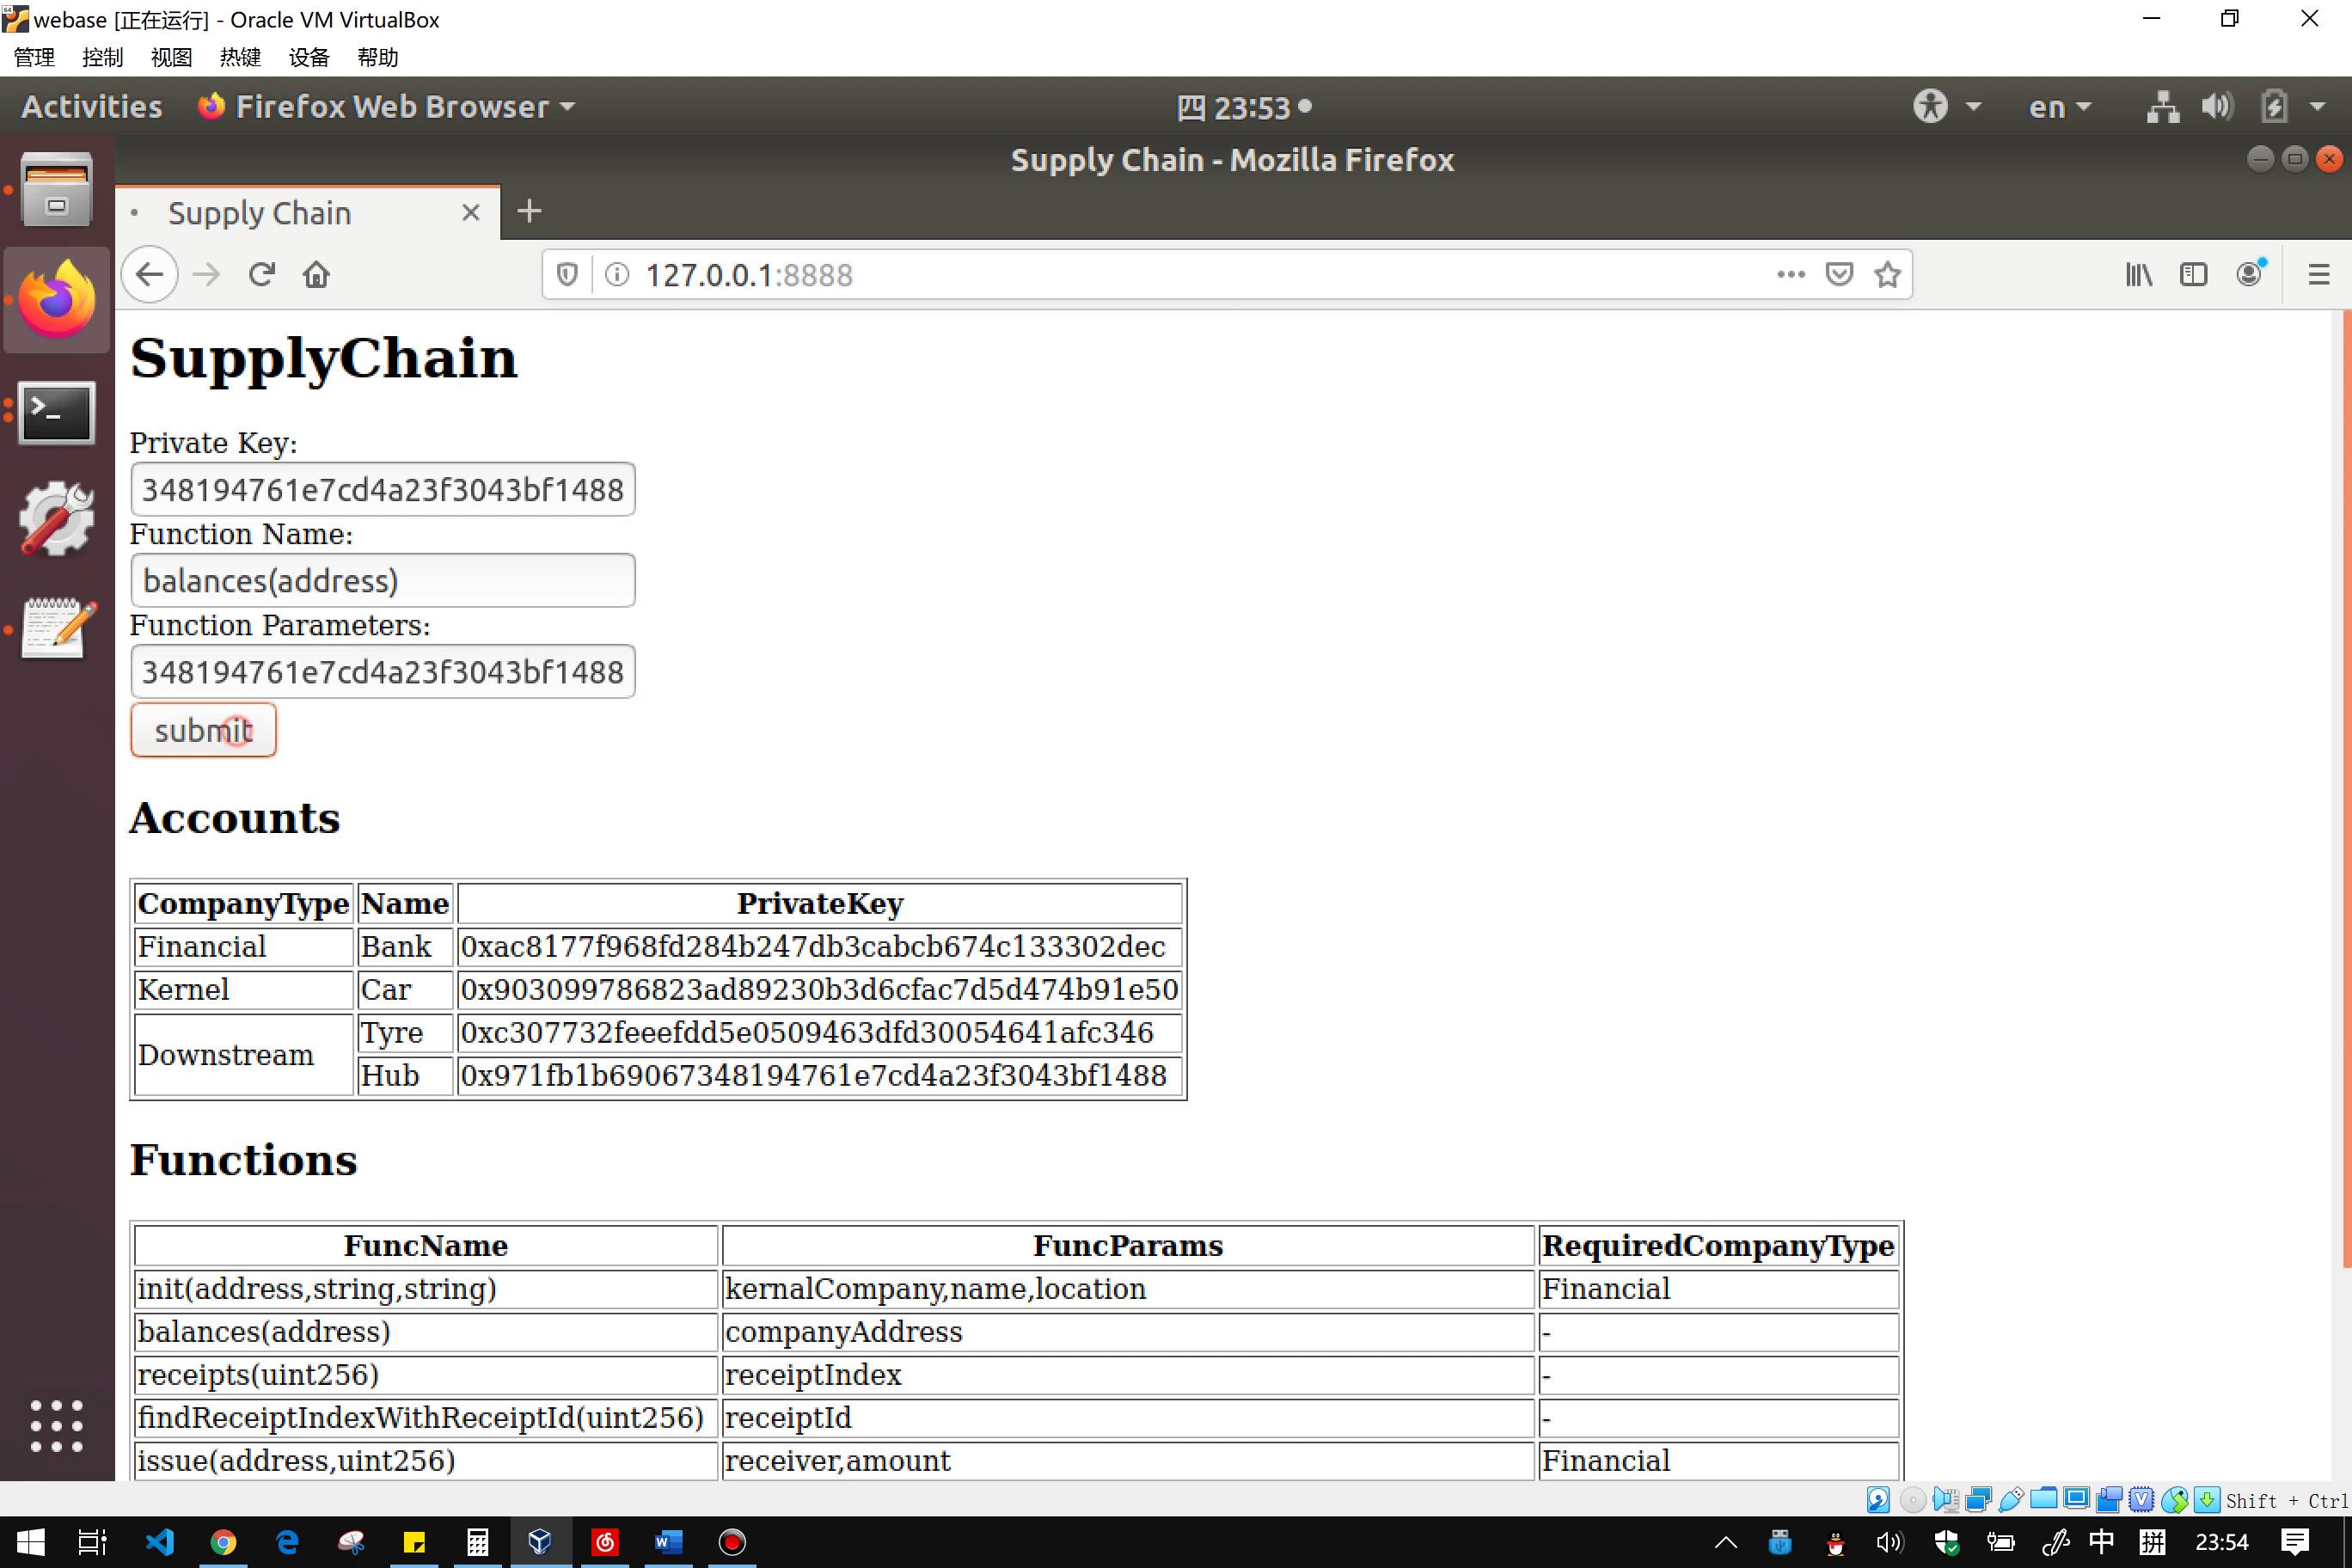 webase [正在运行] - Oracle VM VirtualBox
管理 控制 视图 热键 设备 帮助
Activities Firefox Web Browser 四 23:53 en
Supply Chain - Mozilla Firefox
Supply Chain
127.0.0.1:8888
SupplyChain
Private Key:
348194761e7cd4a23f3043bf1488
Function Name:
balances(address)
Function Parameters:
348194761e7cd4a23f3043bf1488
submit
Accounts
CompanyType Name PrivateKey
Financial Bank 0xac8177f968fd284b247db3cabcb674c133302dec
Kernel Car 0x903099786823ad89230b3d6cfac7d5d474b91e50
Downstream Tyre 0xc307732feeefdd5e0509463dfd30054641afc346
Hub 0x971fb1b69067348194761e7cd4a23f3043bf1488
Functions
FuncName FuncParams RequiredCompanyType
init(address,string,string) kernalCompany,name,location Financial
balances(address) companyAddress -
receipts(uint256) receiptIndex -
findReceiptIndexWithReceiptId(uint256) receiptId -
issue(address,uint256) receiver,amount Financial
Shift + Ctrl
中 拼 23:54